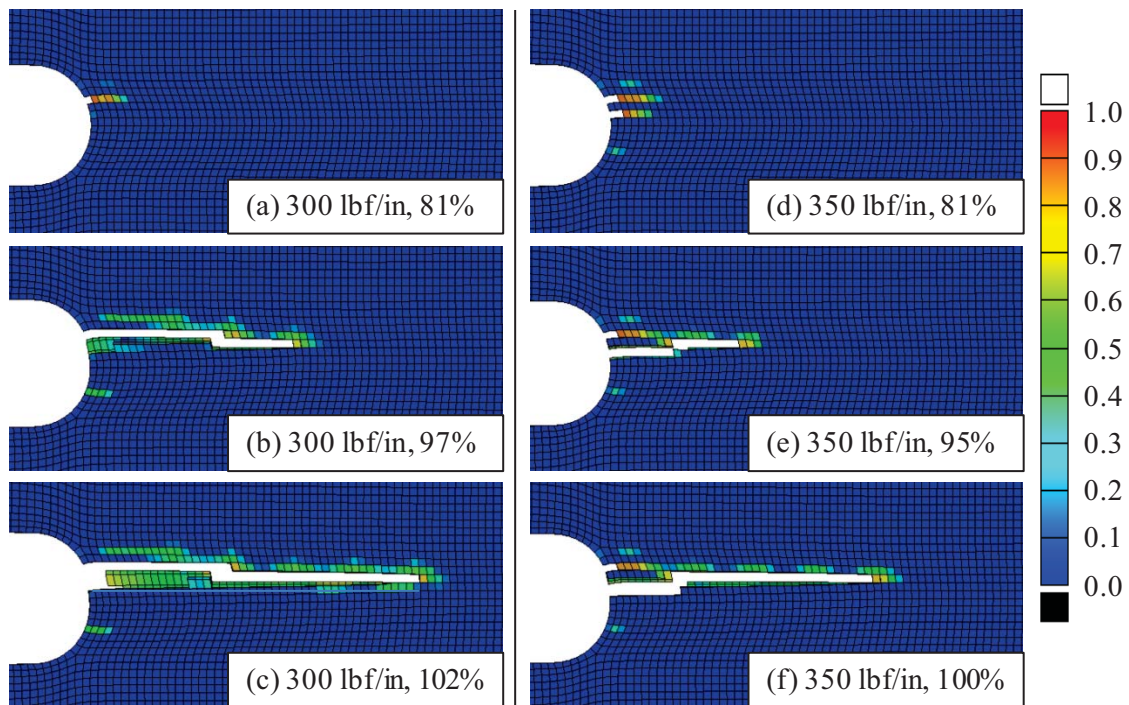 (a) 300 lbf/in, 81%
(d) 350 lbf/in, 81%
(b) 300 lbf/in, 97%
(e) 350 lbf/in, 95%
(c) 300 lbf/in, 102%
(f) 350 lbf/in, 100%
1.0
0.9
0.8
0.7
0.6
0.5
0.4
0.3
0.2
0.1
0.0